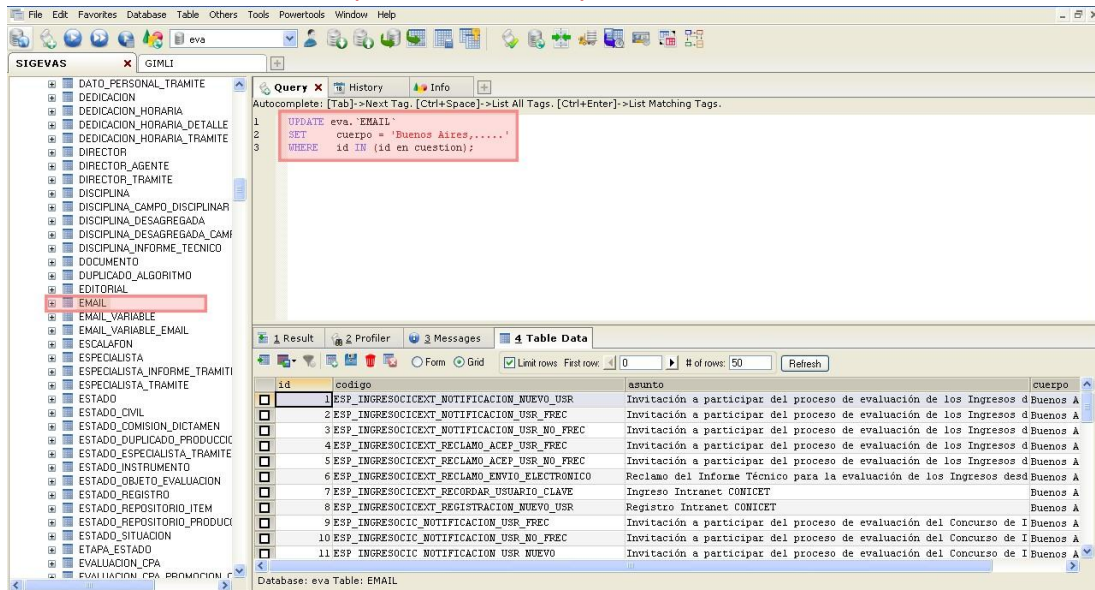 File Edit Favorites Database Table Others Tools Powertools Window Help
eva
SIGEVAS GIMLI
DATO_PERSONAL_TRAMITE
DEDICACION
DEDICACION_HORARIA
DEDICACION_HORARIA_DETALLE
DEDICACION_HORARIA_TRAMITE
DIRECTOR
DIRECTOR_AGENTE
DIRECTOR_TRAMITE
DISCIPLINA
DISCIPLINA_CAMPO_DISCIPLINAR
DISCIPLINA_DESAGREGADA
DISCIPLINA_DESAGREGADA_CAMP
DISCIPLINA_INFORME_TECNICO
DOCUMENTO
DUPLICADO_ALGORITMO
EDITORIAL
EMAIL
EMAIL_VARIABLE
EMAIL_VARIABLE_EMAIL
ESCALAFON
ESPECIALISTA
ESPECIALISTA_INFORME_TRAMITE
ESPECIALISTA_TRAMITE
ESTADO
ESTADO_CIVIL
ESTADO_COMISION_DICTAMEN
ESTADO_DUPLICADO_PRODUCCIO
ESTADO_ESPECIALISTA_TRAMITE
ESTADO_INSTRUMENTO
ESTADO_OBJETO_EVALUACION
ESTADO_REGISTRO
ESTADO_REPOSITORIO_ITEM
ESTADO_REPOSITORIO_PRODUCC
ESTADO_SITUACION
ETAPA_ESTADO
EVALUACION_CPA
Query History Info
Autocomplete: [Tab]->Next Tag. [Ctrl+Space]->List All Tags. [Ctrl+Enter]->List Matching Tags.
1 UPDATE eva.`EMAIL`
2 SET cuerpo = 'Buenos Aires,.....'
3 WHERE id IN (id en cuestion);
1 Result 2 Profiler 3 Messages 4 Table Data
Form Grid Limit rows First row: 0 # of rows: 50 Refresh
id codigo asunto cuerpo
1 ESP_INGRESOCICEXT_NOTIFICACION_NUEVO_USR Invitación a participar del proceso de evaluación de los Ingresos d Buenos A
2 ESP_INGRESOCICEXT_NOTIFICACION_USR_FREC Invitación a participar del proceso de evaluación de los Ingresos d Buenos A
3 ESP_INGRESOCICEXT_NOTIFICACION_USR_NO_FREC Invitación a participar del proceso de evaluación de los Ingresos d Buenos A
4 ESP_INGRESOCICEXT_RECLAMO_ACEP_USR_FREC Invitación a participar del proceso de evaluación de los Ingresos d Buenos A
5 ESP_INGRESOCICEXT_RECLAMO_ACEP_USR_NO_FREC Invitación a participar del proceso de evaluación de los Ingresos d Buenos A
6 ESP_INGRESOCICEXT_RECLAMO_ENVIO_ELECTRONICO Reclamo del Informe Técnico para la evaluación de los Ingresos desd Buenos A
7 ESP_INGRESOCICEXT_RECORDAR_USUARIO_CLAVE Ingreso Intranet CONICET Buenos A
8 ESP_INGRESOCICEXT_REGISTRACION_NUEVO_USR Registro Intranet CONICET Buenos A
9 ESP_INGRESOCIC_NOTIFICACION_USR_FREC Invitación a participar del proceso de evaluación del Concurso de I Buenos A
10 ESP_INGRESOCIC_NOTIFICACION_USR_NO_FREC Invitación a participar del proceso de evaluación del Concurso de I Buenos A
11 ESP_INGRESOCIC_NOTIFICACION_USR_NUEVO Invitación a participar del proceso de evaluación del Concurso de I Buenos A
Database: eva Table: EMAIL